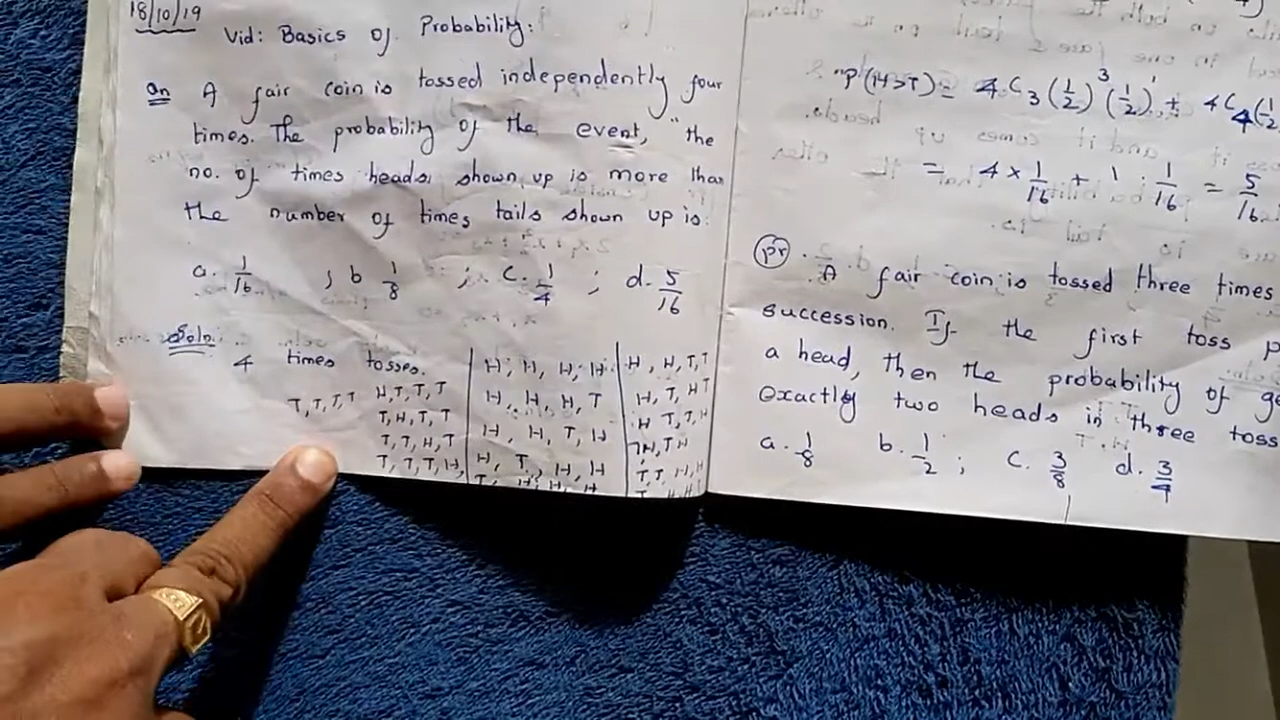 18/10/19
Vid: Basics of Probability:
Qn A fair coin is tossed independently four
times. The probability of the event, "the
no. of times heads shown up is more than
the number of times tails shown up is:
a. 1/16 ; b 1/8 ; c. 1/4 ; d. 5/16
Soln:
4 times tosses.
T,T,T,T H,T,T,T
T,H,T,T
T,T,H,T
T,T,T,H,
H, H, H, H
H, H, H, T
H, H, T, H
H, T, H, H
T, H, H, H
H, H, T, T
H, T, H T
H T, T, H
T H, T H
T, T, H, H
P(H>T) = 4C3 (1/2)^3 (1/2)^1 + 4C4 (1/2
= 4 × 1/16 + 1 . 1/16 = 5/16
pr. A fair coin is tossed three times
succession. If the first toss p
a head, then the probability of ge
exactly two heads in three toss
a. 1/8 b. 1/2 ; c. 3/8 d. 3/4